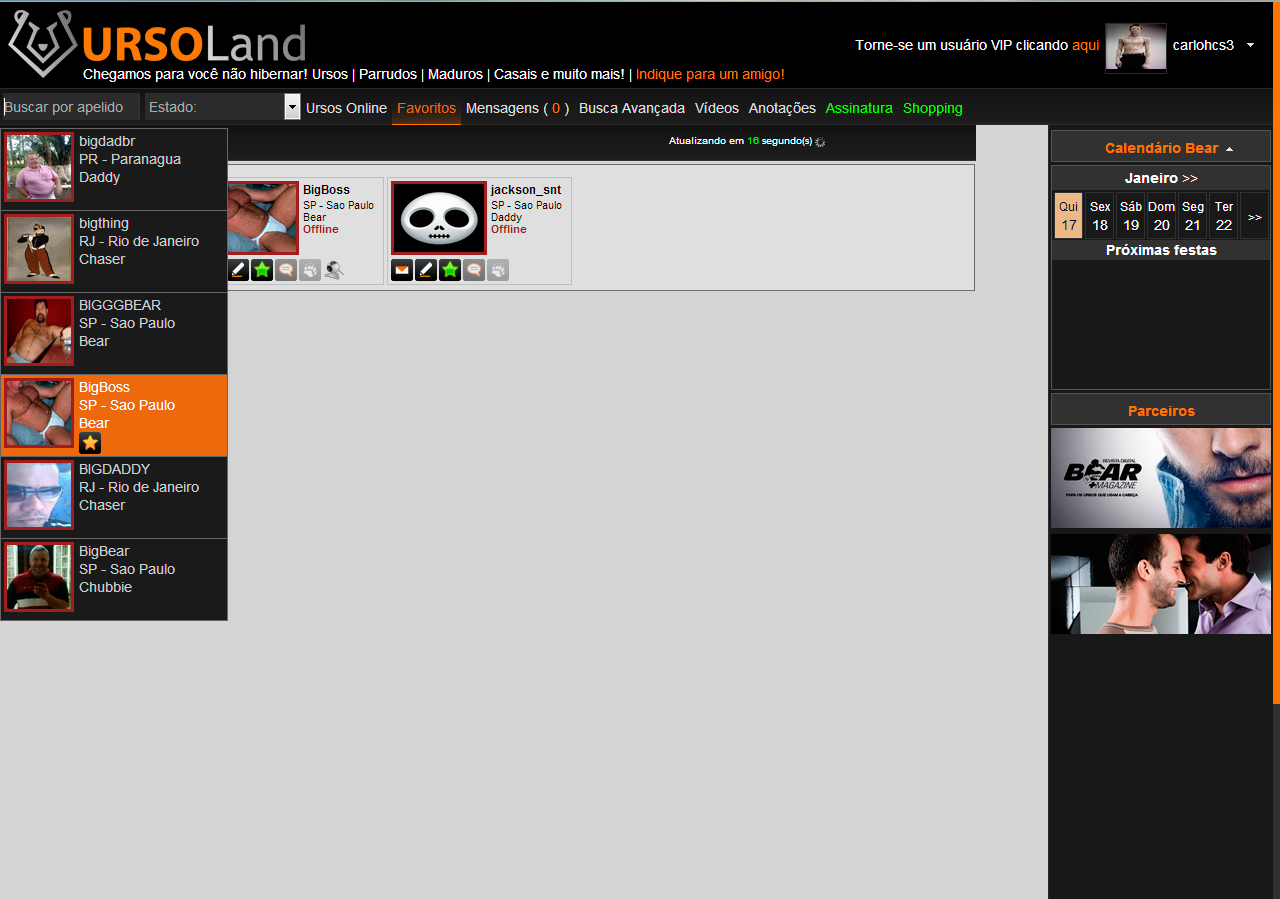 URSOLand
Chegamos para você não hibernar! Ursos | Parrudos | Maduros | Casais e muito mais! | Indique para um amigo!
Torne-se um usuário VIP clicando aqui
carlohcs3
Buscar por apelido
Estado:
Ursos Online Favoritos Mensagens ( 0 ) Busca Avançada Vídeos Anotações Assinatura Shopping
bigdadbr
PR - Paranagua
Daddy
bigthing
RJ - Rio de Janeiro
Chaser
BIGGGBEAR
SP - Sao Paulo
Bear
BigBoss
SP - Sao Paulo
Bear
BIGDADDY
RJ - Rio de Janeiro
Chaser
BigBear
SP - Sao Paulo
Chubbie
Atualizando em 16 segundo(s)
BigBoss
SP - Sao Paulo
Bear
Offline
jackson_snt
SP - Sao Paulo
Daddy
Offline
Calendário Bear
Janeiro >>
Qui Sex Sáb Dom Seg Ter
17 18 19 20 21 22 >>
Próximas festas
Parceiros
REVISTA DIGITAL
BEAR
MAGAZINE
PARA OS URSOS QUE USAM A CABEÇA